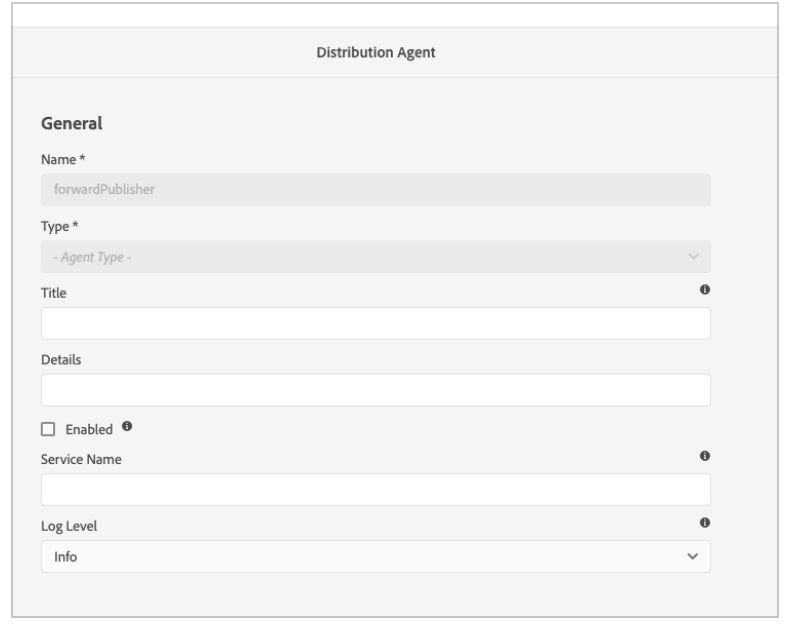 Distribution Agent
General
Name *
forwardPublisher
Type *
- Agent Type -
Title
Details
Enabled
Service Name
Log Level
Info